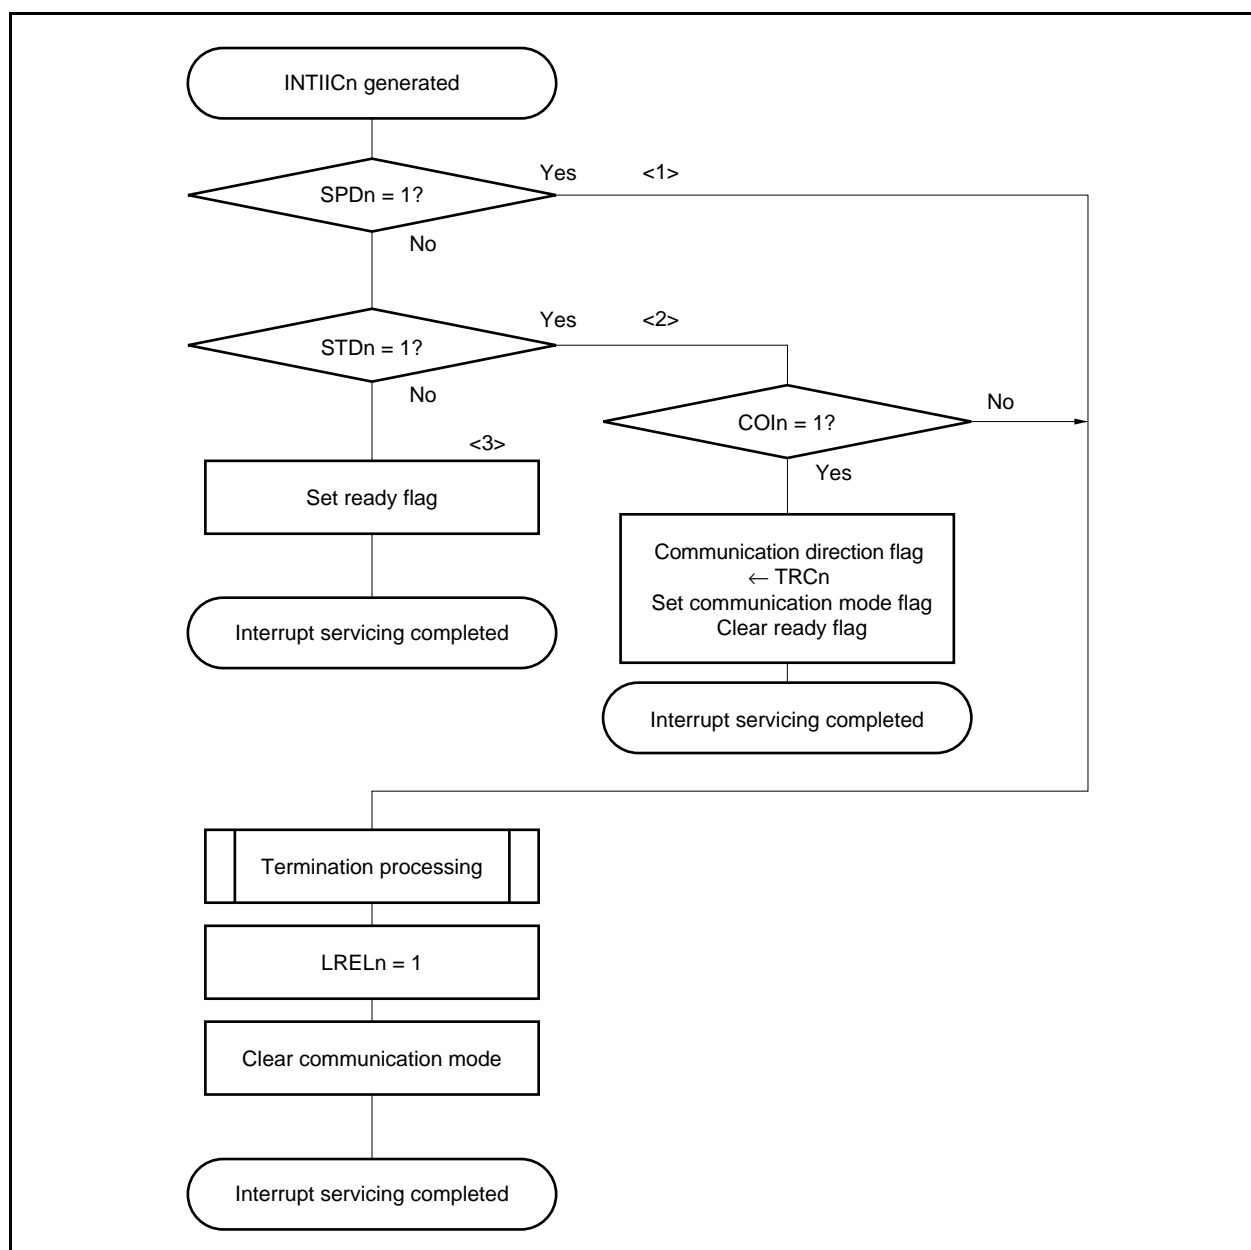 INTIICn generated
Yes <1>
SPDn = 1?
No
Yes <2>
STDn = 1?
No
No
COIn = 1?
Yes
<3>
Set ready flag
Communication direction flag
← TRCn
Set communication mode flag
Clear ready flag
Interrupt servicing completed
Interrupt servicing completed
Termination processing
LRELn = 1
Clear communication mode
Interrupt servicing completed